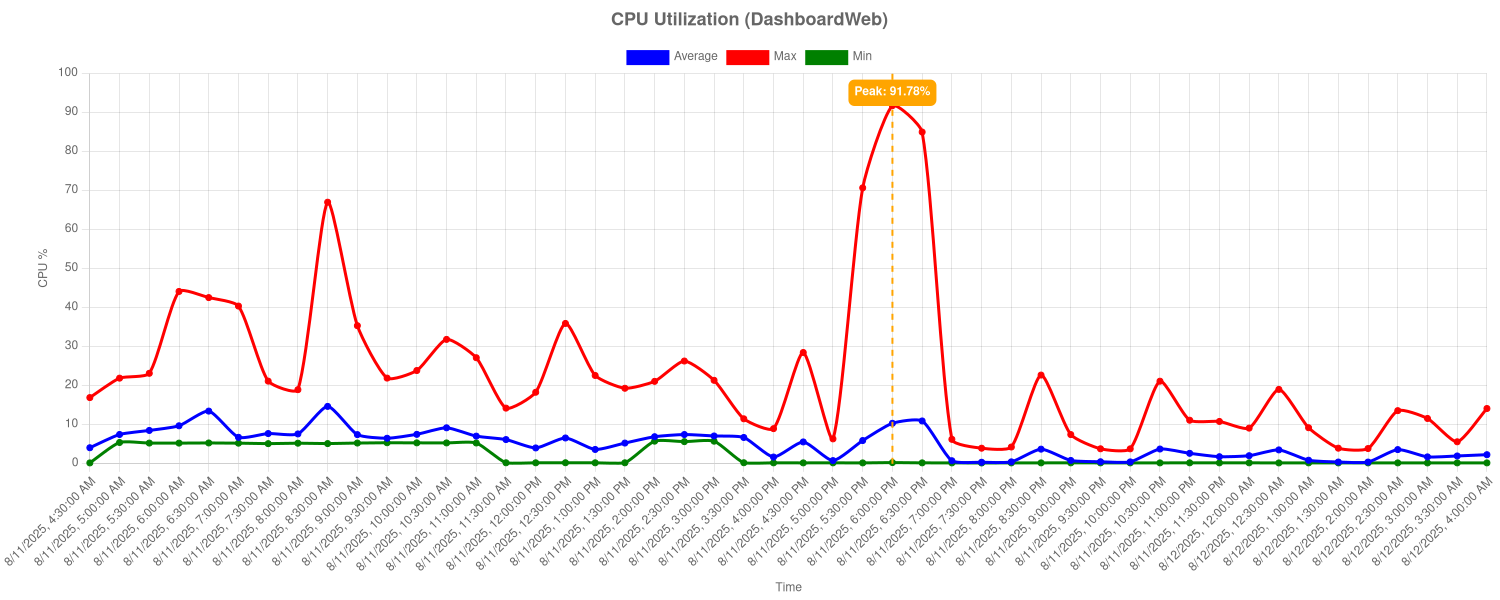 CPU Utilization (DashboardWeb)
Average Max Min
100
Peak: 91.78%
90
80
70
60
50
40
30
20
10
0
CPU %
8/11/2025, 4:30:00 AM
8/11/2025, 5:00:00 AM
8/11/2025, 5:30:00 AM
8/11/2025, 6:00:00 AM
8/11/2025, 6:30:00 AM
8/11/2025, 7:00:00 AM
8/11/2025, 7:30:00 AM
8/11/2025, 8:00:00 AM
8/11/2025, 8:30:00 AM
8/11/2025, 9:00:00 AM
8/11/2025, 9:30:00 AM
8/11/2025, 10:00:00 AM
8/11/2025, 10:30:00 AM
8/11/2025, 11:00:00 AM
8/11/2025, 11:30:00 AM
8/11/2025, 12:00:00 PM
8/11/2025, 12:30:00 PM
8/11/2025, 1:00:00 PM
8/11/2025, 1:30:00 PM
8/11/2025, 2:00:00 PM
8/11/2025, 2:30:00 PM
8/11/2025, 3:00:00 PM
8/11/2025, 3:30:00 PM
8/11/2025, 4:00:00 PM
8/11/2025, 4:30:00 PM
8/11/2025, 5:00:00 PM
8/11/2025, 5:30:00 PM
8/11/2025, 6:00:00 PM
8/11/2025, 6:30:00 PM
8/11/2025, 7:00:00 PM
8/11/2025, 7:30:00 PM
8/11/2025, 8:00:00 PM
8/11/2025, 8:30:00 PM
8/11/2025, 9:00:00 PM
8/11/2025, 9:30:00 PM
8/11/2025, 10:00:00 PM
8/11/2025, 10:30:00 PM
8/11/2025, 11:00:00 PM
8/11/2025, 11:30:00 PM
8/12/2025, 12:00:00 AM
8/12/2025, 12:30:00 AM
8/12/2025, 1:00:00 AM
8/12/2025, 1:30:00 AM
8/12/2025, 2:00:00 AM
8/12/2025, 2:30:00 AM
8/12/2025, 3:00:00 AM
8/12/2025, 3:30:00 AM
8/12/2025, 4:00:00 AM
Time